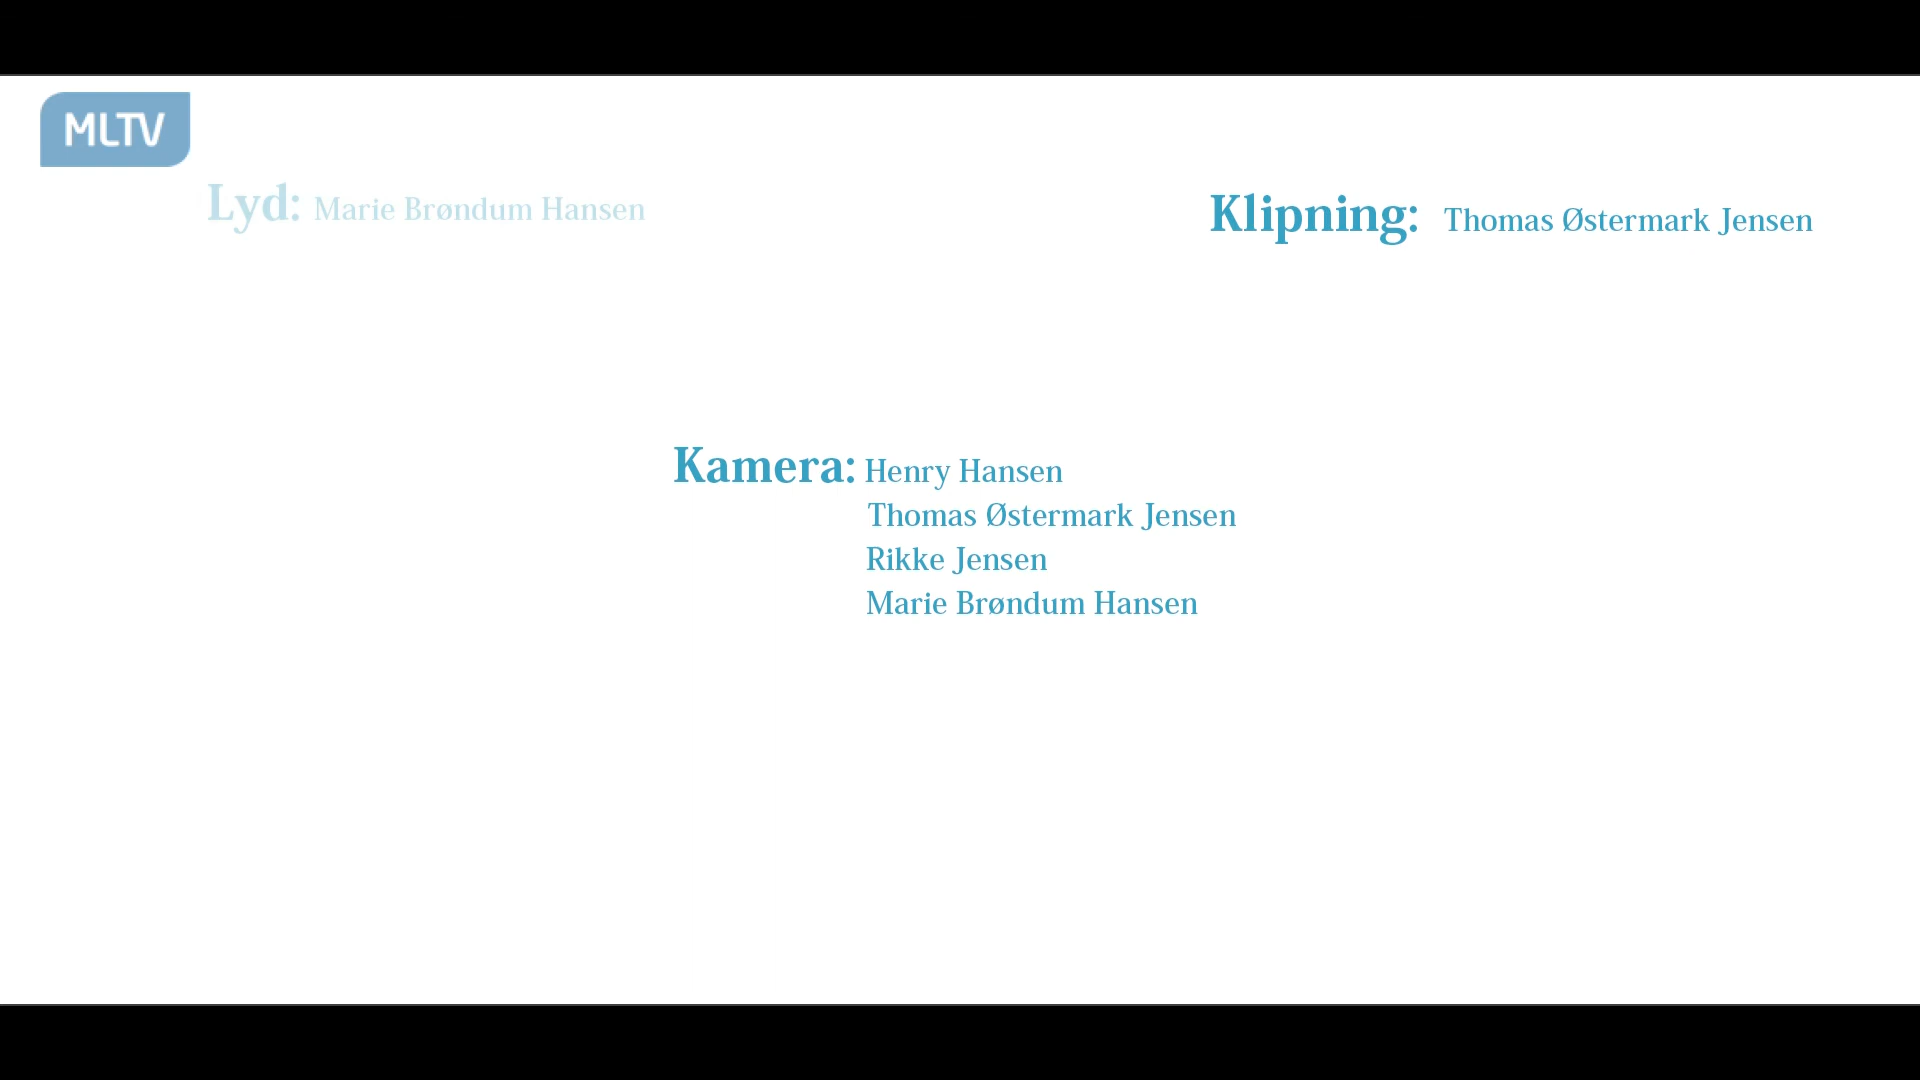 MLTV
Lyd: Marie Brøndum Hansen
Klipning: Thomas Østermark Jensen
Kamera: Henry Hansen
Thomas Østermark Jensen
Rikke Jensen
Marie Brøndum Hansen